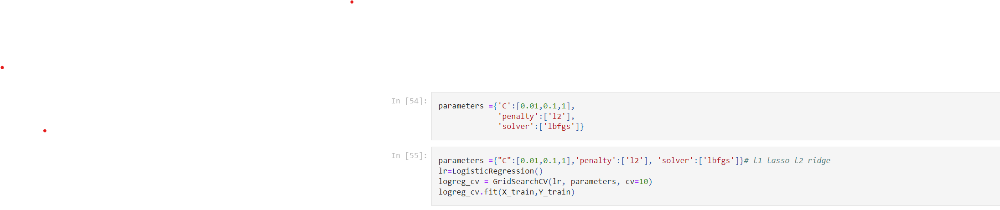 In [54]:
parameters ={'C':[0.01,0.1,1],
             'penalty':['l2'],
             'solver':['lbfgs']}
In [55]:
parameters ={"C":[0.01,0.1,1],'penalty':['l2'], 'solver':['lbfgs']}# l1 lasso l2 ridge
lr=LogisticRegression()
logreg_cv = GridSearchCV(lr, parameters, cv=10)
logreg_cv.fit(X_train,Y_train)